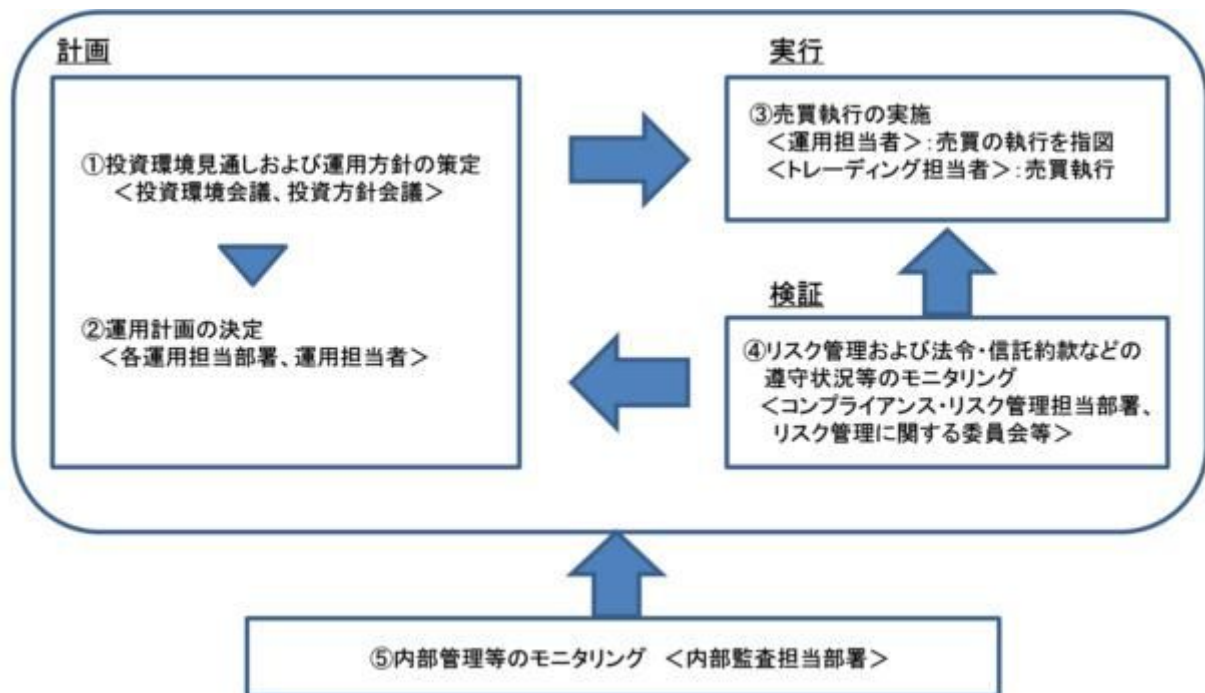 計画
①投資環境見通しおよび運用方針の策定
＜投資環境会議、投資方針会議＞
②運用計画の決定
＜各運用担当部署、運用担当者＞
実行
③売買執行の実施
＜運用担当者＞：売買の執行を指図
＜トレーディング担当者＞：売買執行
検証
④リスク管理および法令・信託約款などの
遵守状況等のモニタリング
＜コンプライアンス・リスク管理担当部署、
リスク管理に関する委員会等＞
⑤内部管理等のモニタリング ＜内部監査担当部署＞